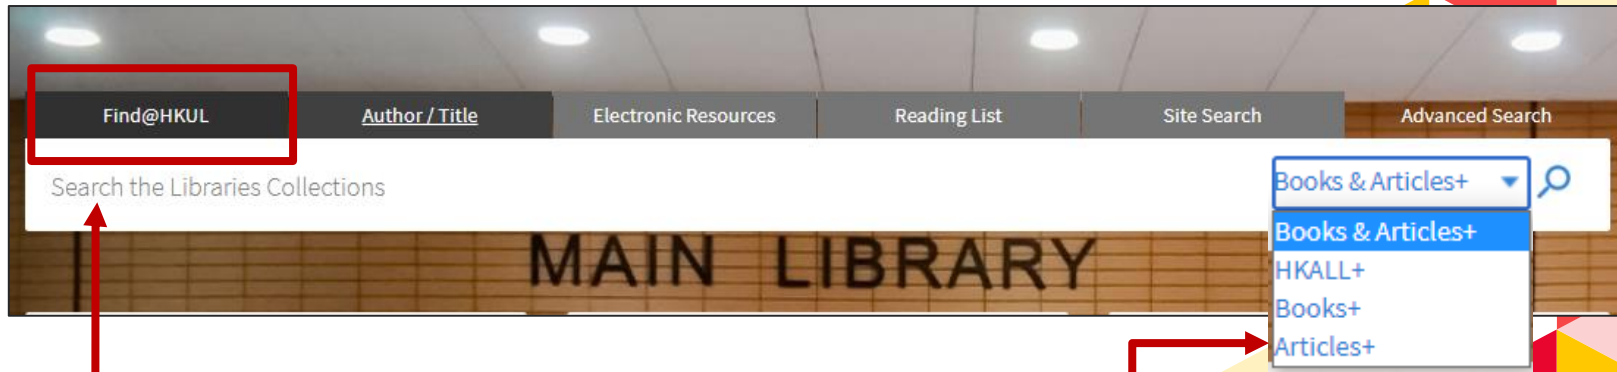 Find@HKUL
Author / Title
Electronic Resources
Reading List
Site Search
Advanced Search
Search the Libraries Collections
Books & Articles+
Books & Articles+
HKALL+
Books+
Articles+
MAIN LIBRARY